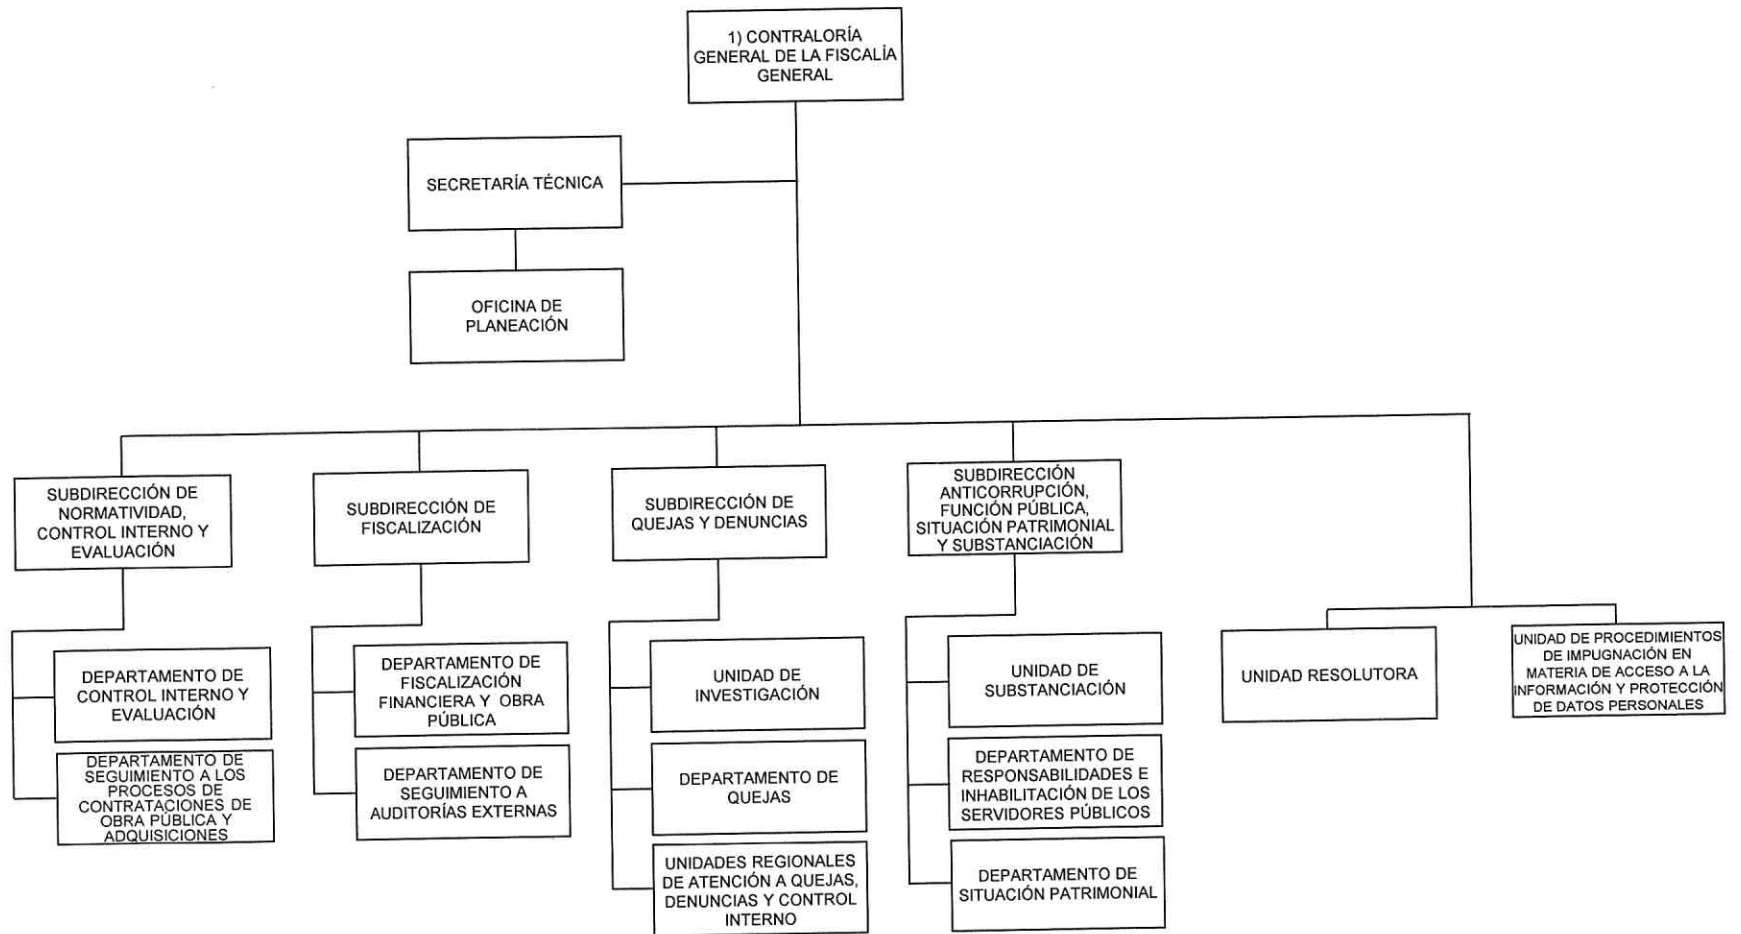 1) CONTRALORÍA
GENERAL DE LA FISCALÍA
GENERAL
SECRETARÍA TÉCNICA
OFICINA DE
PLANEACIÓN
SUBDIRECCIÓN DE
NORMATIVIDAD,
CONTROL INTERNO Y
EVALUACIÓN
SUBDIRECCIÓN DE
FISCALIZACIÓN
SUBDIRECCIÓN DE
QUEJAS Y DENUNCIAS
SUBDIRECCIÓN
ANTICORRUPCIÓN,
FUNCIÓN PÚBLICA,
SITUACIÓN PATRIMONIAL
Y SUBSTANCIACIÓN
DEPARTAMENTO DE
CONTROL INTERNO Y
EVALUACIÓN
DEPARTAMENTO DE
SEGUIMIENTO A LOS
PROCESOS DE
CONTRATACIONES DE
OBRA PÚBLICA Y
ADQUISICIONES
DEPARTAMENTO DE
FISCALIZACIÓN
FINANCIERA Y OBRA
PÚBLICA
DEPARTAMENTO DE
SEGUIMIENTO A
AUDITORÍAS EXTERNAS
UNIDAD DE
INVESTIGACIÓN
DEPARTAMENTO DE
QUEJAS
UNIDADES REGIONALES
DE ATENCIÓN A QUEJAS,
DENUNCIAS Y CONTROL
INTERNO
UNIDAD DE
SUBSTANCIACIÓN
DEPARTAMENTO DE
RESPONSABILIDADES E
INHABILITACIÓN DE LOS
SERVIDORES PÚBLICOS
DEPARTAMENTO DE
SITUACIÓN PATRIMONIAL
UNIDAD RESOLUTORA
UNIDAD DE PROCEDIMIENTOS
DE IMPUGNACIÓN EN
MATERIA DE ACCESO A LA
INFORMACIÓN Y PROTECCIÓN
DE DATOS PERSONALES